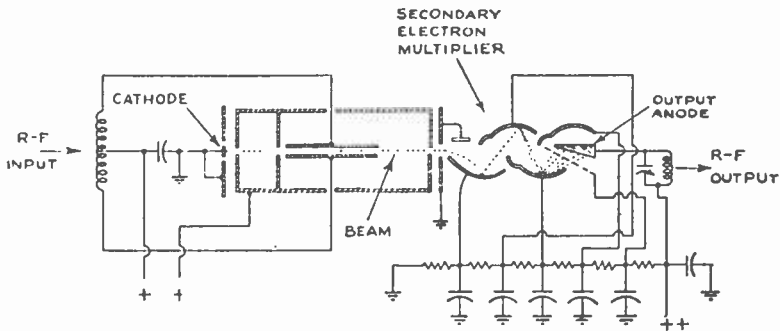 SECONDARY
ELECTRON
MULTIPLIER
CATHODE
OUTPUT
ANODE
R-F
INPUT
R-F
OUTPUT
BEAM
+ +
++